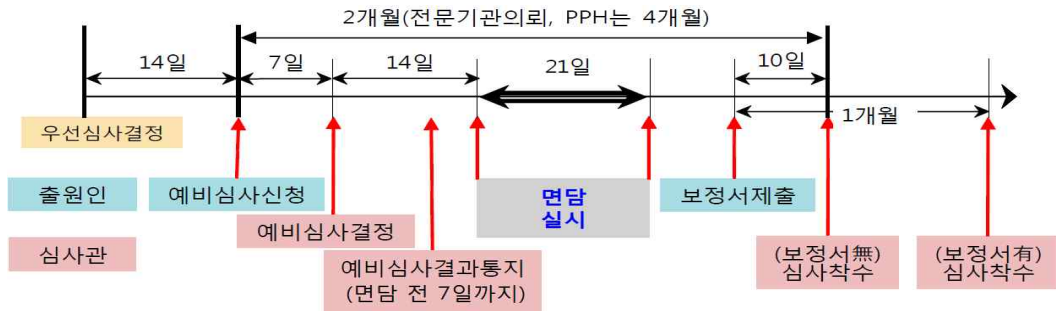 2개월(전문기관의뢰, PPH는 4개월)
14일
7일
14일
21일
10일
1개월
우선심사결정
출원인
예비심사신청
면담
실시
보정서제출
예비심사결정
심사관
예비심사결과통지
(면담 전 7일까지)
(보정서無)
심사착수
(보정서有)
심사착수